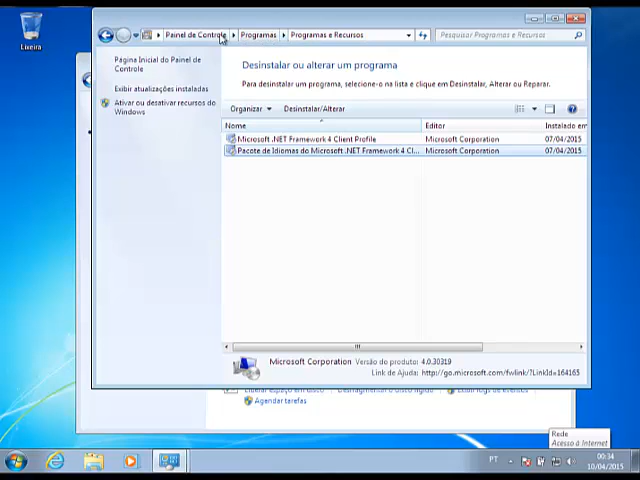 Lixeira
Painel de Controle
Programas
Programas e Recursos
Pesquisar Programas e Recursos
Página Inicial do Painel de Controle
Exibir atualizações instaladas
Ativar ou desativar recursos do Windows
Desinstalar ou alterar um programa
Para desinstalar um programa, selecione-o na lista e clique em Desinstalar, Alterar ou Reparar.
Organizar
Desinstalar/Alterar
Nome
Editor
Instalado em
Microsoft .NET Framework 4 Client Profile
Microsoft Corporation
07/04/2015
Pacote de Idiomas do Microsoft .NET Framework 4 Cl...
Microsoft Corporation
07/04/2015
Microsoft Corporation
Versão do produto: 4.0.30319
Link de Ajuda: http://go.microsoft.com/fwlink/?LinkId=164165
Agendar tarefas
Rede
Acesso à Internet
PT
00:34
10/04/2015